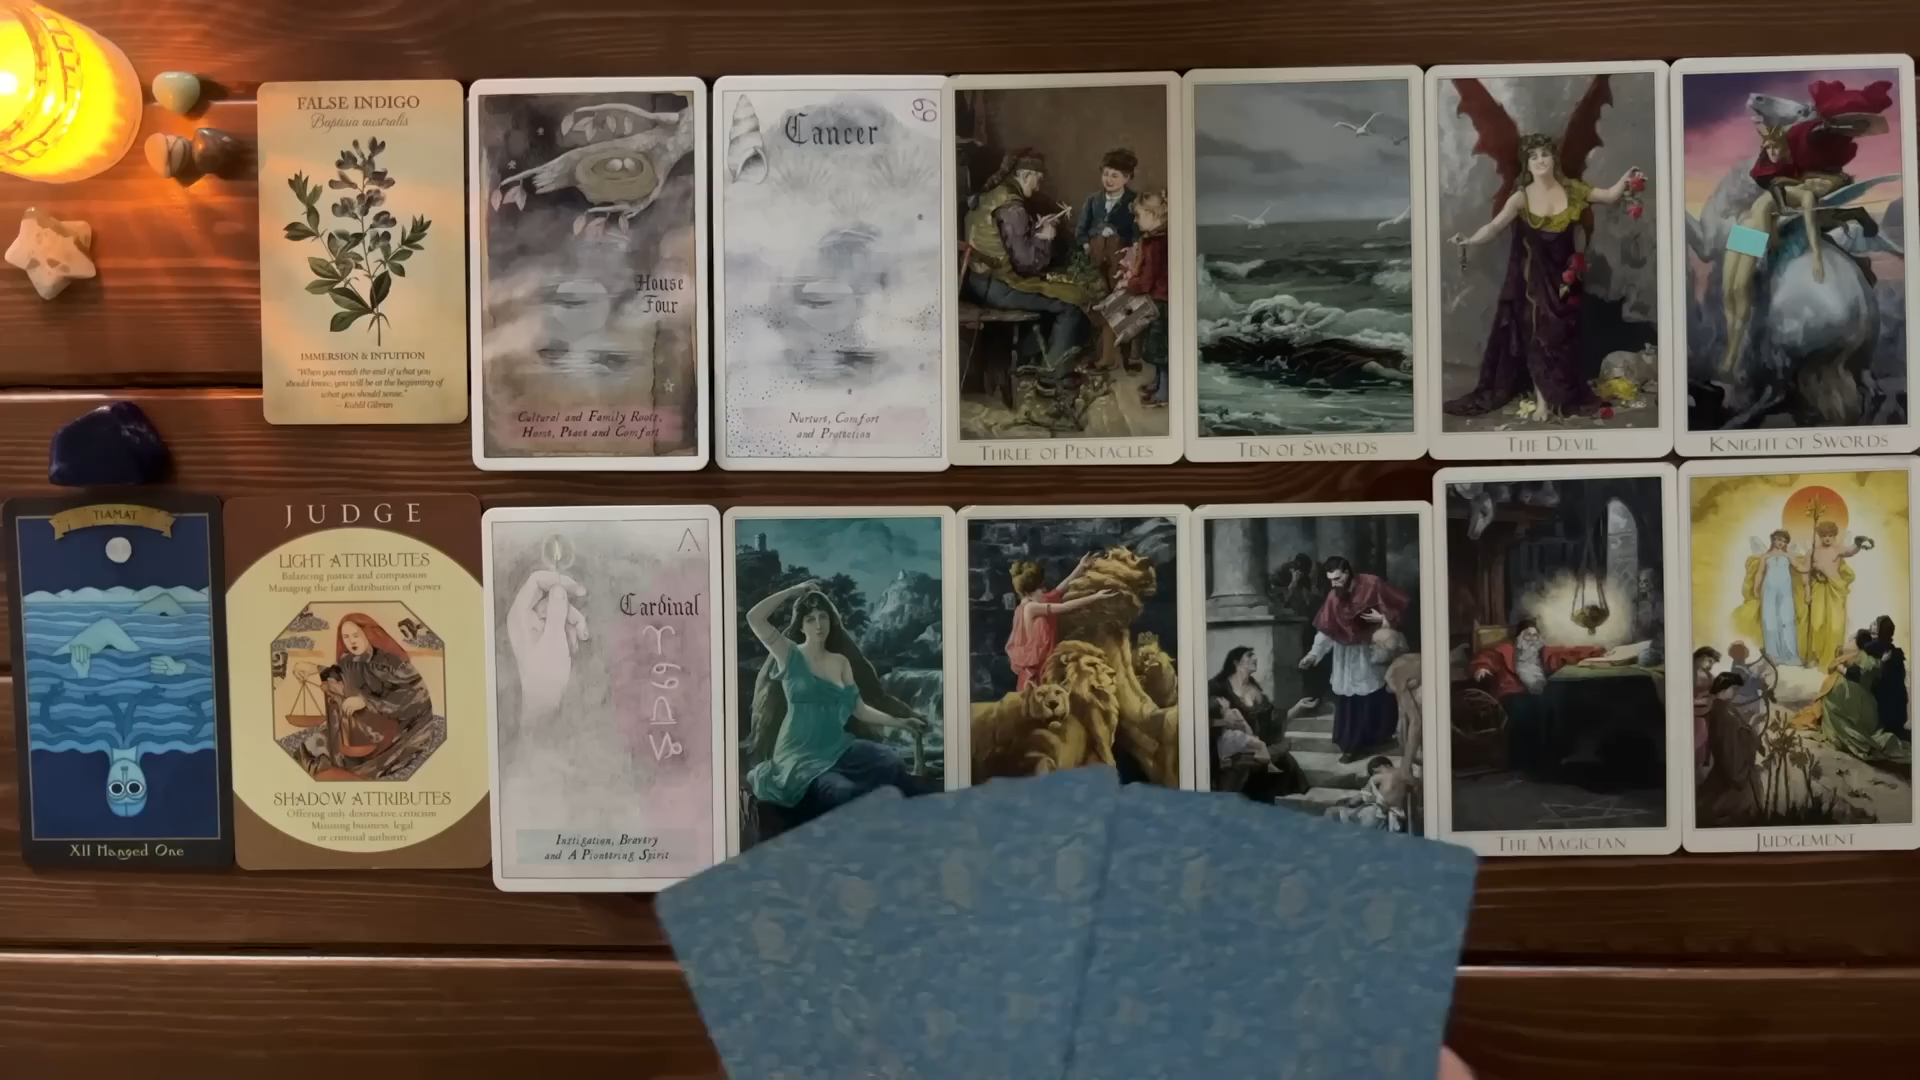 FALSE INDIGO
Baptisia australis
IMMERSION & INTUITION
"When you reach the end of what you
should know, you will be at the beginning of
what you should sense."
— Kahlil Gibran
House
Four
Cultural and Family Roots,
Home, Place and Comfort
Cancer
♋
Nurture, Comfort
and Protection
THREE OF PENTACLES
TEN OF SWORDS
THE DEVIL
KNIGHT OF SWORDS
TIAMAT
XII Hanged One
JUDGE
LIGHT ATTRIBUTES
Balancing justice and compassion
Managing the fair distribution of power
SHADOW ATTRIBUTES
Offering only destructive criticism
Misusing business, legal
or criminal authority
Cardinal
♈
♋
♎
♑
Instigation, Bravery
and A Pioneering Spirit
THE MAGICIAN
JUDGEMENT